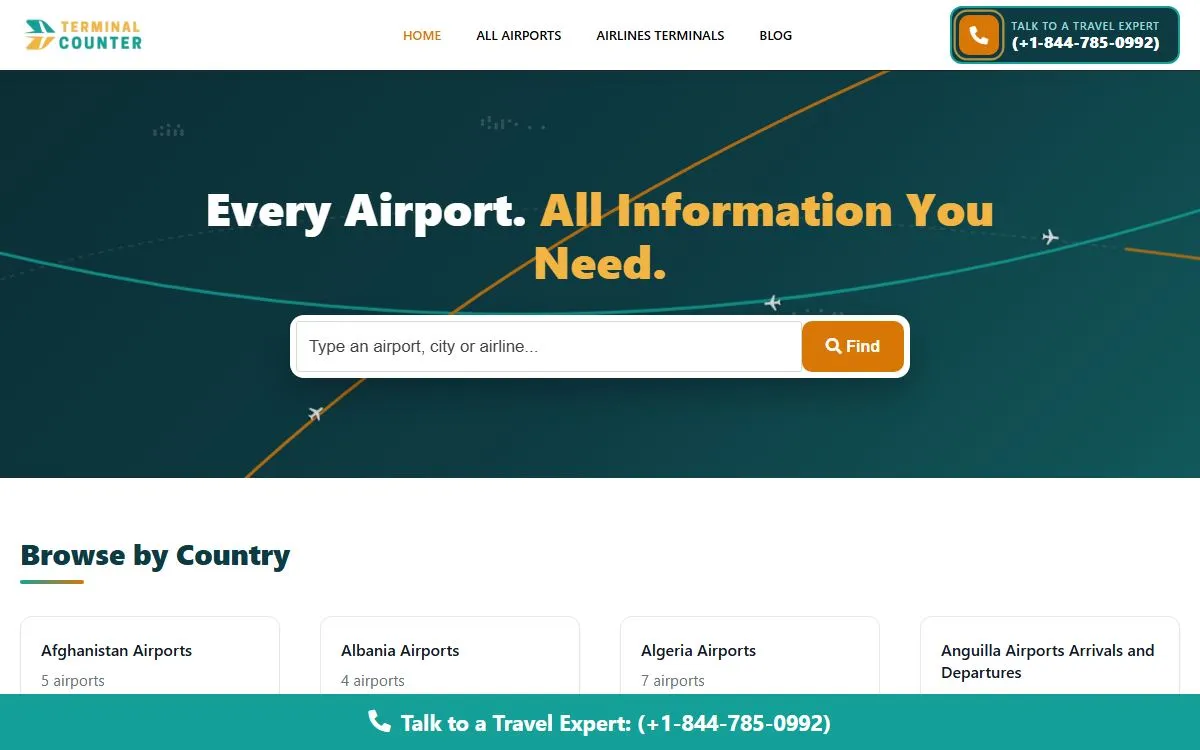 TERMINAL
COUNTER
HOME
ALL AIRPORTS
AIRLINES TERMINALS
BLOG
TALK TO A TRAVEL EXPERT
(+1-844-785-0992)
Every Airport. All Information You
Need.
Type an airport, city or airline...
Find
Browse by Country
Afghanistan Airports
5 airports
Albania Airports
4 airports
Algeria Airports
7 airports
Anguilla Airports Arrivals and
Departures
Talk to a Travel Expert: (+1-844-785-0992)